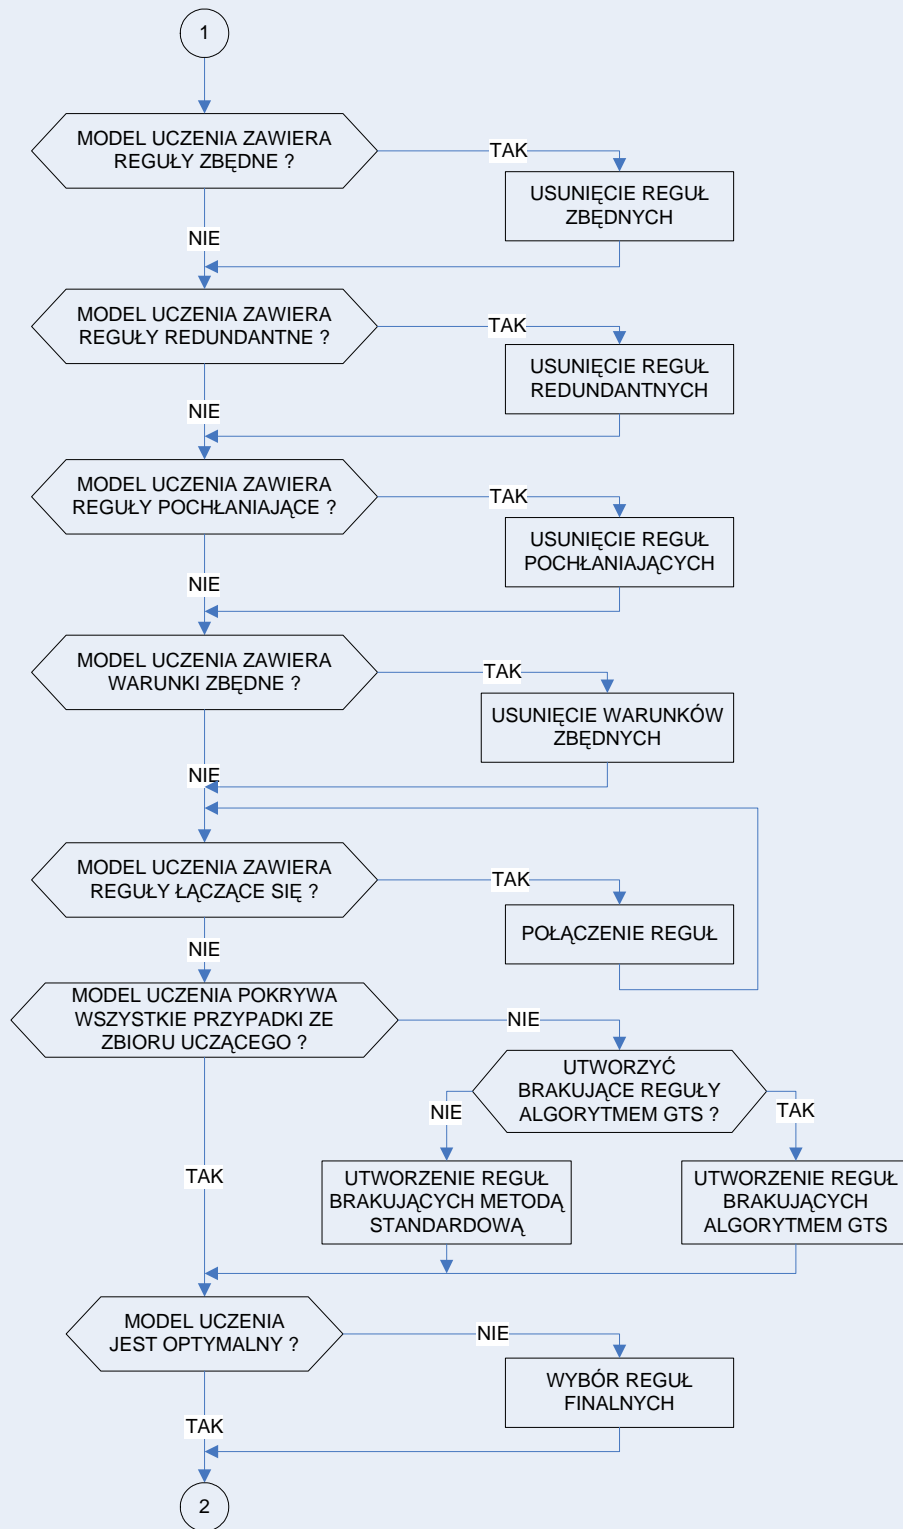 1
MODEL UCZENIA ZAWIERA
REGUŁY ZBĘDNE ?
TAK
USUNIĘCIE REGUŁ
ZBĘDNYCH
NIE
MODEL UCZENIA ZAWIERA
REGUŁY REDUNDANTNE ?
TAK
USUNIĘCIE REGUŁ
REDUNDANTNYCH
NIE
MODEL UCZENIA ZAWIERA
REGUŁY POCHŁANIAJĄCE ?
TAK
USUNIĘCIE REGUŁ
POCHŁANIAJĄCYCH
NIE
MODEL UCZENIA ZAWIERA
WARUNKI ZBĘDNE ?
TAK
USUNIĘCIE WARUNKÓW
ZBĘDNYCH
NIE
MODEL UCZENIA ZAWIERA
REGUŁY ŁĄCZĄCE SIĘ ?
TAK
POŁĄCZENIE REGUŁ
NIE
MODEL UCZENIA POKRYWA
WSZYSTKIE PRZYPADKI ZE
ZBIORU UCZĄCEGO ?
NIE
UTWORZYĆ
BRAKUJĄCE REGUŁY
ALGORYTMEM GTS ?
NIE
TAK
UTWORZENIE REGUŁ
BRAKUJĄCYCH METODĄ
STANDARDOWĄ
UTWORZENIE REGUŁ
BRAKUJĄCYCH
ALGORYTMEM GTS
TAK
MODEL UCZENIA
JEST OPTYMALNY ?
NIE
WYBÓR REGUŁ
FINALNYCH
TAK
2